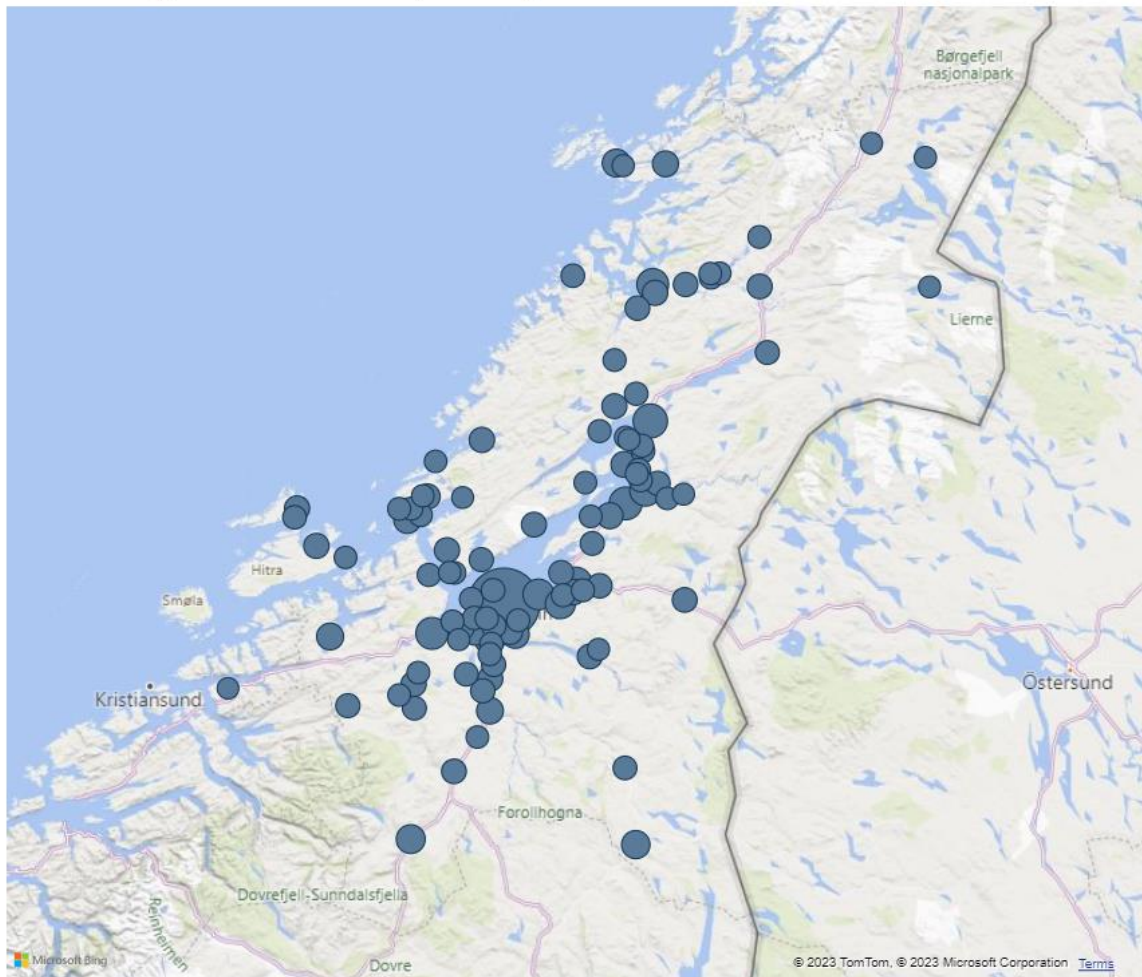 Børgefjell
nasjonalpark
Lierne
Hitra
Smøla
Kristiansund
Östersund
Forollhogna
Dovrefjell-Sunndalsfjella
Reinheimen
Dovre
Microsoft Bing
© 2023 TomTom, © 2023 Microsoft Corporation Terms